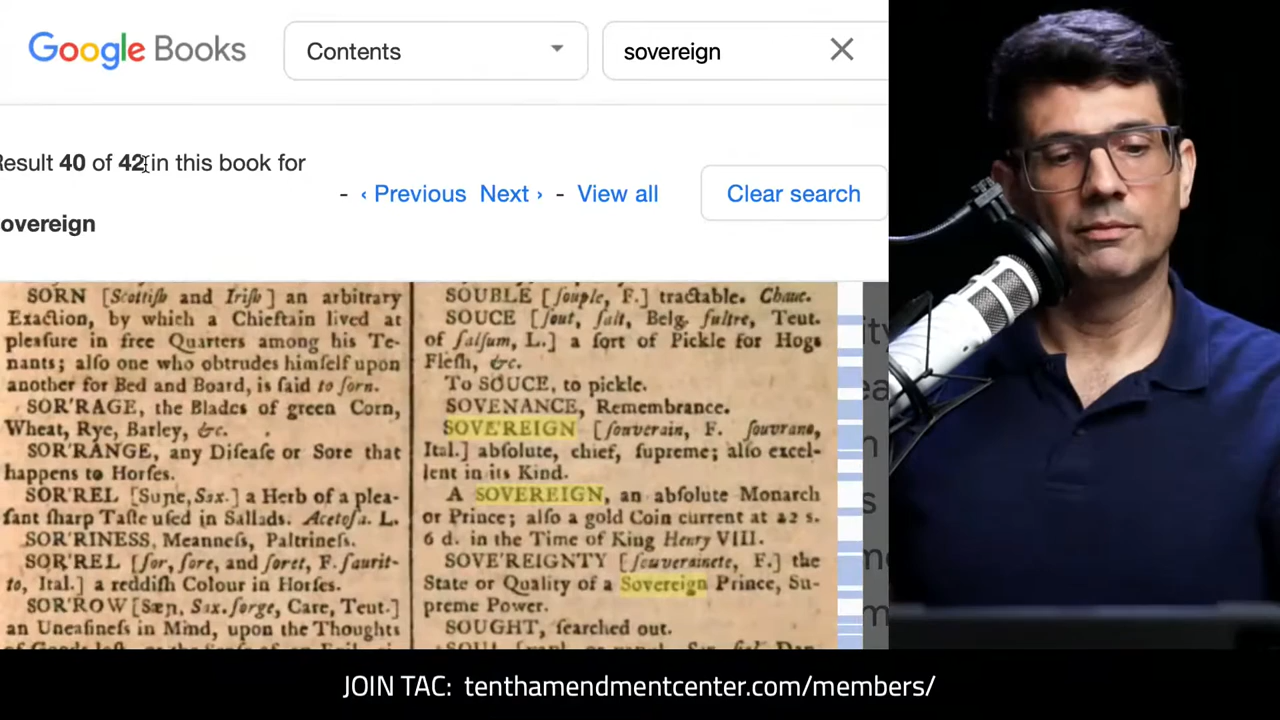 Google Books
Contents
sovereign
Result 40 of 42 in this book for
- ‹ Previous Next › - View all
Clear search
overeign
SORN [Scottiſh and Iriſh] an arbitrary
Exaction, by which a Chieftain lived at
pleaſure in free Quarters among his Te-
nants; alſo one who obtrudes himſelf upon
another for Bed and Board, is ſaid to ſorn.
SOR'RAGE, the Blades of green Corn,
Wheat, Rye, Barley, &c.
SOR'RANGE, any Diſeaſe or Sore that
happens to Horſes.
SOR'REL [Suꞃe, Sax.] a Herb of a plea-
ſant ſharp Taſte uſed in Sallads. Acetoſa. L.
SOR'RINESS, Meanneſs, Paltrineſs.
SOR'REL [ſor, ſore, and ſoret, F. ſaurit-
to, Ital.] a reddiſh Colour in Horſes.
SOR'ROW [Sæꞃ, Sax. ſorge, Care, Teut.]
an Uneaſineſs in Mind, upon the Thoughts
SOUBLE [ſouple, F.] tractable. Chauc.
SOUCE [ſout, ſalt, Belg. ſultre, Teut.
of ſalſum, L.] a ſort of Pickle for Hogs
Fleſh, &c.
To SOUCE, to pickle.
SOVENANCE, Remembrance.
SOVE'REIGN [ſouverain, F. ſouvrano,
Ital.] abſolute, chief, ſupreme; alſo excel-
lent in its Kind.
A SOVEREIGN, an abſolute Monarch
or Prince; alſo a gold Coin current at 22 s.
6 d. in the Time of King Henry VIII.
SOVE'REIGNTY [ſouverainete, F.] the
State or Quality of a Sovereign Prince, Su-
preme Power.
SOUGHT, ſearched out.
JOIN TAC: tenthamendmentcenter.com/members/